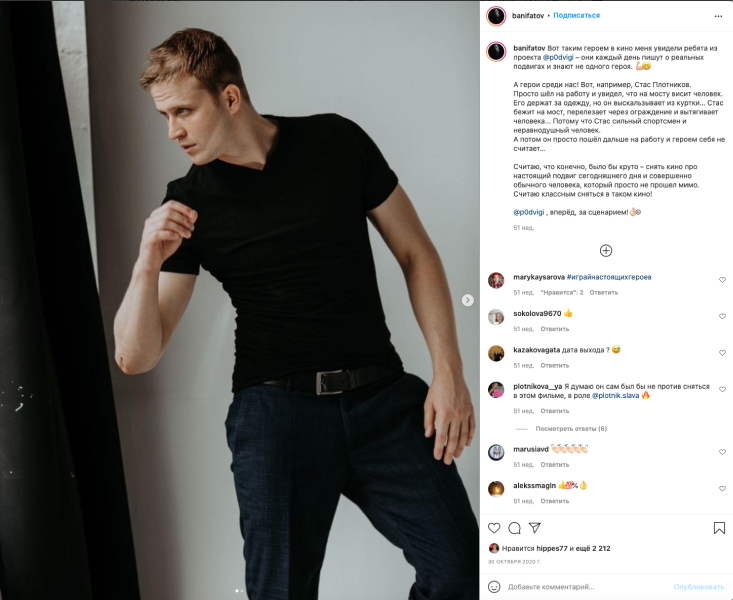 banifatov • Подписаться
banifatov Вот таким героем в кино меня увидели ребята из
проекта @p0dvigi – они каждый день пишут о реальных
подвигах и знают не одного героя. 💪🏼😊
А герои среди нас! Вот, например, Стас Плотников.
Просто шёл на работу и увидел, что на мосту висит человек.
Его держат за одежду, но он выскальзывает из куртки... Стас
бежит на мост, перелезает через ограждение и вытягивает
человека... Потому что Стас сильный спортсмен и
неравнодушный человек.
А потом он просто пошёл дальше на работу и героем себя не
считает...
Считаю, что конечно, было бы круто – снять кино про
настоящий подвиг сегодняшнего дня и совершенно
обычного человека, который просто не прошел мимо.
Считаю классным сняться в таком кино!
@p0dvigi , вперёд, за сценарием!👌🏼
51 нед.
marykaysarova #играйнастоящихгероев
51 нед. "Нравится": 2 Ответить
sokolova9670 👍
51 нед. Ответить
kazakovagata дата выхода ? 😅
51 нед. Ответить
plotnikova__ya Я думаю он сам был бы не против сняться
в этом фильме, в роли @plotnik.slava 🔥
51 нед. Ответить
Посмотреть ответы (6)
marusiavd 👏🏻👏🏻👏🏻👏🏻👏🏻
51 нед. Ответить
alekssmagin 👍💯%👌
51 нед. Ответить
Нравится hippes77 и ещё 2 212
30 ОКТЯБРЯ 2020 Г.
Добавьте комментарий... Опубликовать